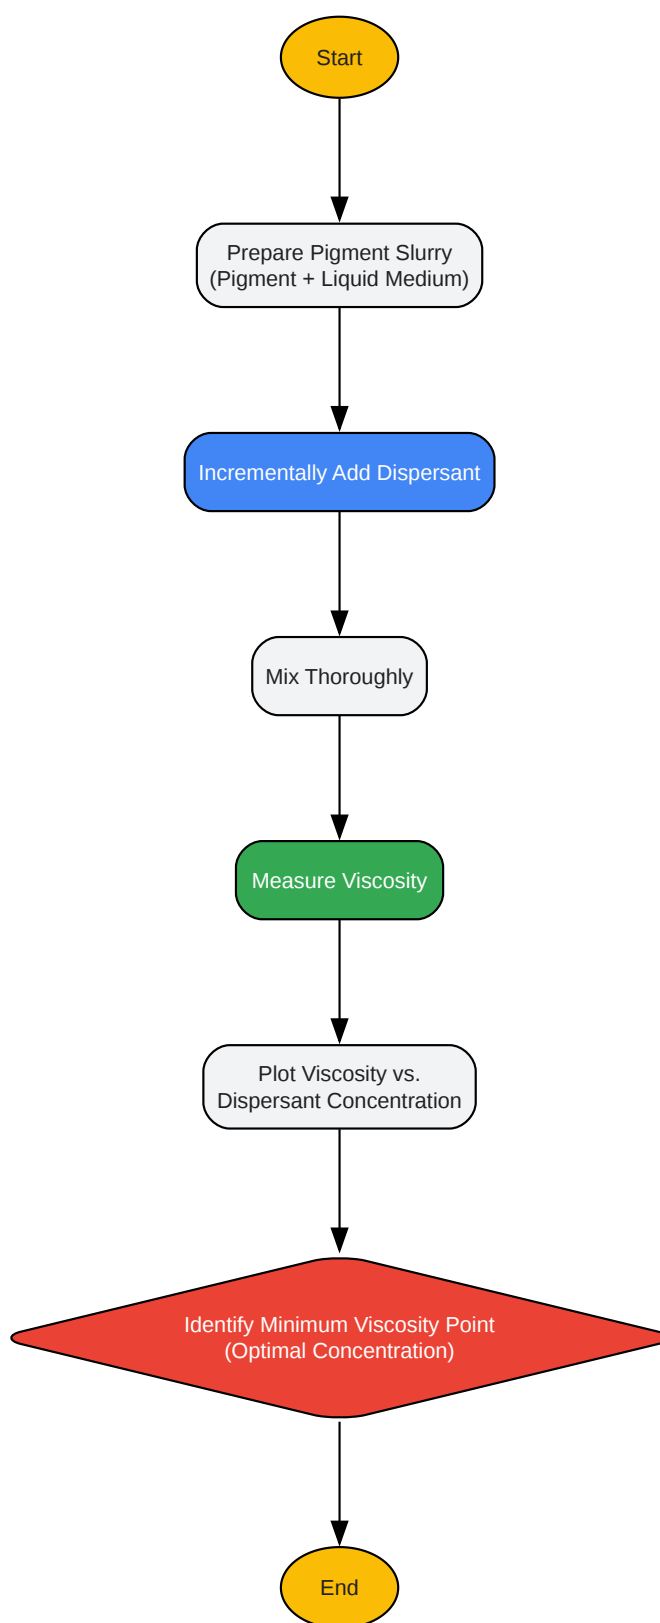 Start
Prepare Pigment Slurry
(Pigment + Liquid Medium)
Incrementally Add Dispersant
Mix Thoroughly
Measure Viscosity
Plot Viscosity vs.
Dispersant Concentration
Identify Minimum Viscosity Point
(Optimal Concentration)
End